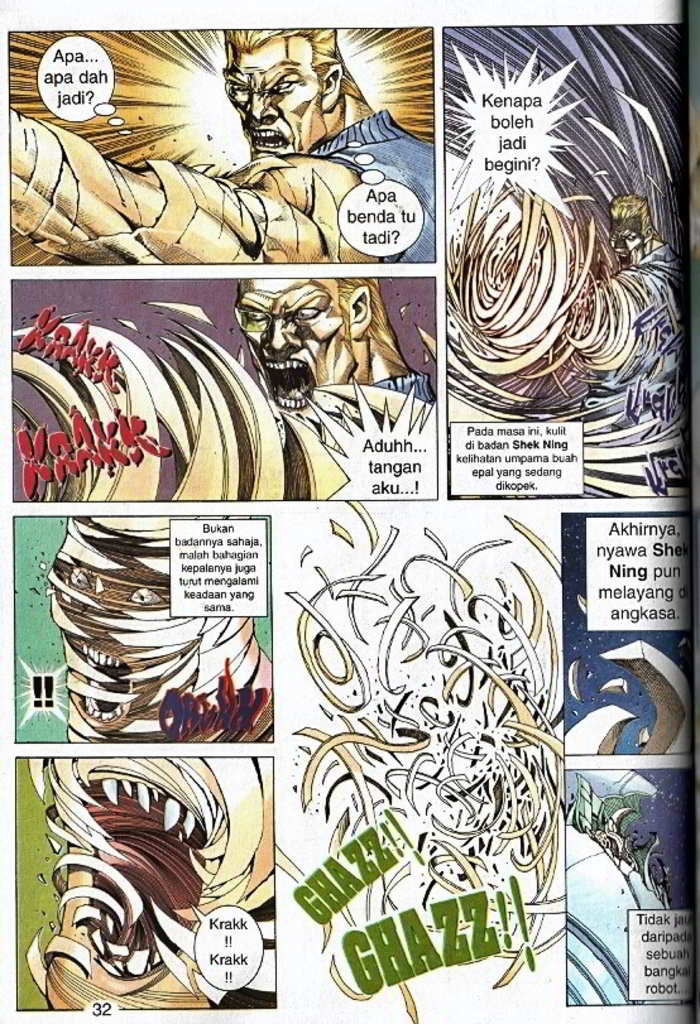 Apa...
apa dah
jadi?
Apa
benda tu
tadi?
Kenapa
boleh
jadi
begini?
Pada masa ini, kulit
di badan Shek Ning
kelihatan umpama buah
epal yang sedang
dikopek.
KRAKK
KRAKK
Aduhh...
tangan
aku...!
Bukan
badannya sahaja,
malah bahagian
kepalanya juga
turut mengalami
keadaan yang
sama.
!!
Krakk
!!
Krakk
!!
GHAZZ!!
GHAZZ!!
Akhirnya,
nyawa Shek
Ning pun
melayang di
angkasa.
Tidak
daripada
sebuah
bangkai
robot...
32